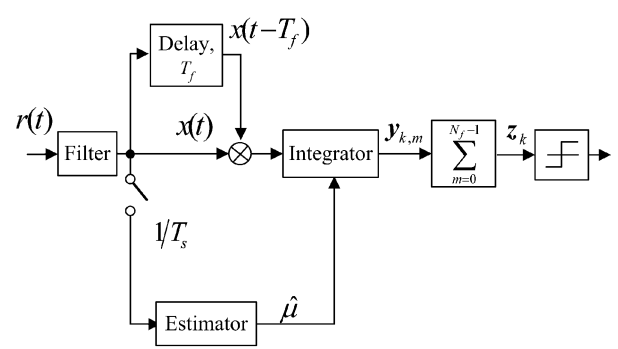 Delay,
T_f
x(t−T_f)
r(t)
Filter
x(t)
Integrator
y_{k,m}
N_f−1
∑
m=0
z_k
1/T_s
Estimator
μ̂